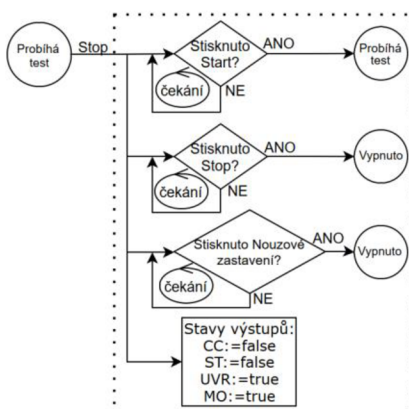 Probíhá
test
Stop
Stisknuto
Start?
ANO
čekání
NE
Probíhá
test
Stisknuto
Stop?
ANO
čekání
NE
Vypnuto
Stisknuto Nouzové
zastavení?
ANO
čekání
NE
Vypnuto
Stavy výstupů:
CC:=false
ST:=false
UVR:=true
MO:=true